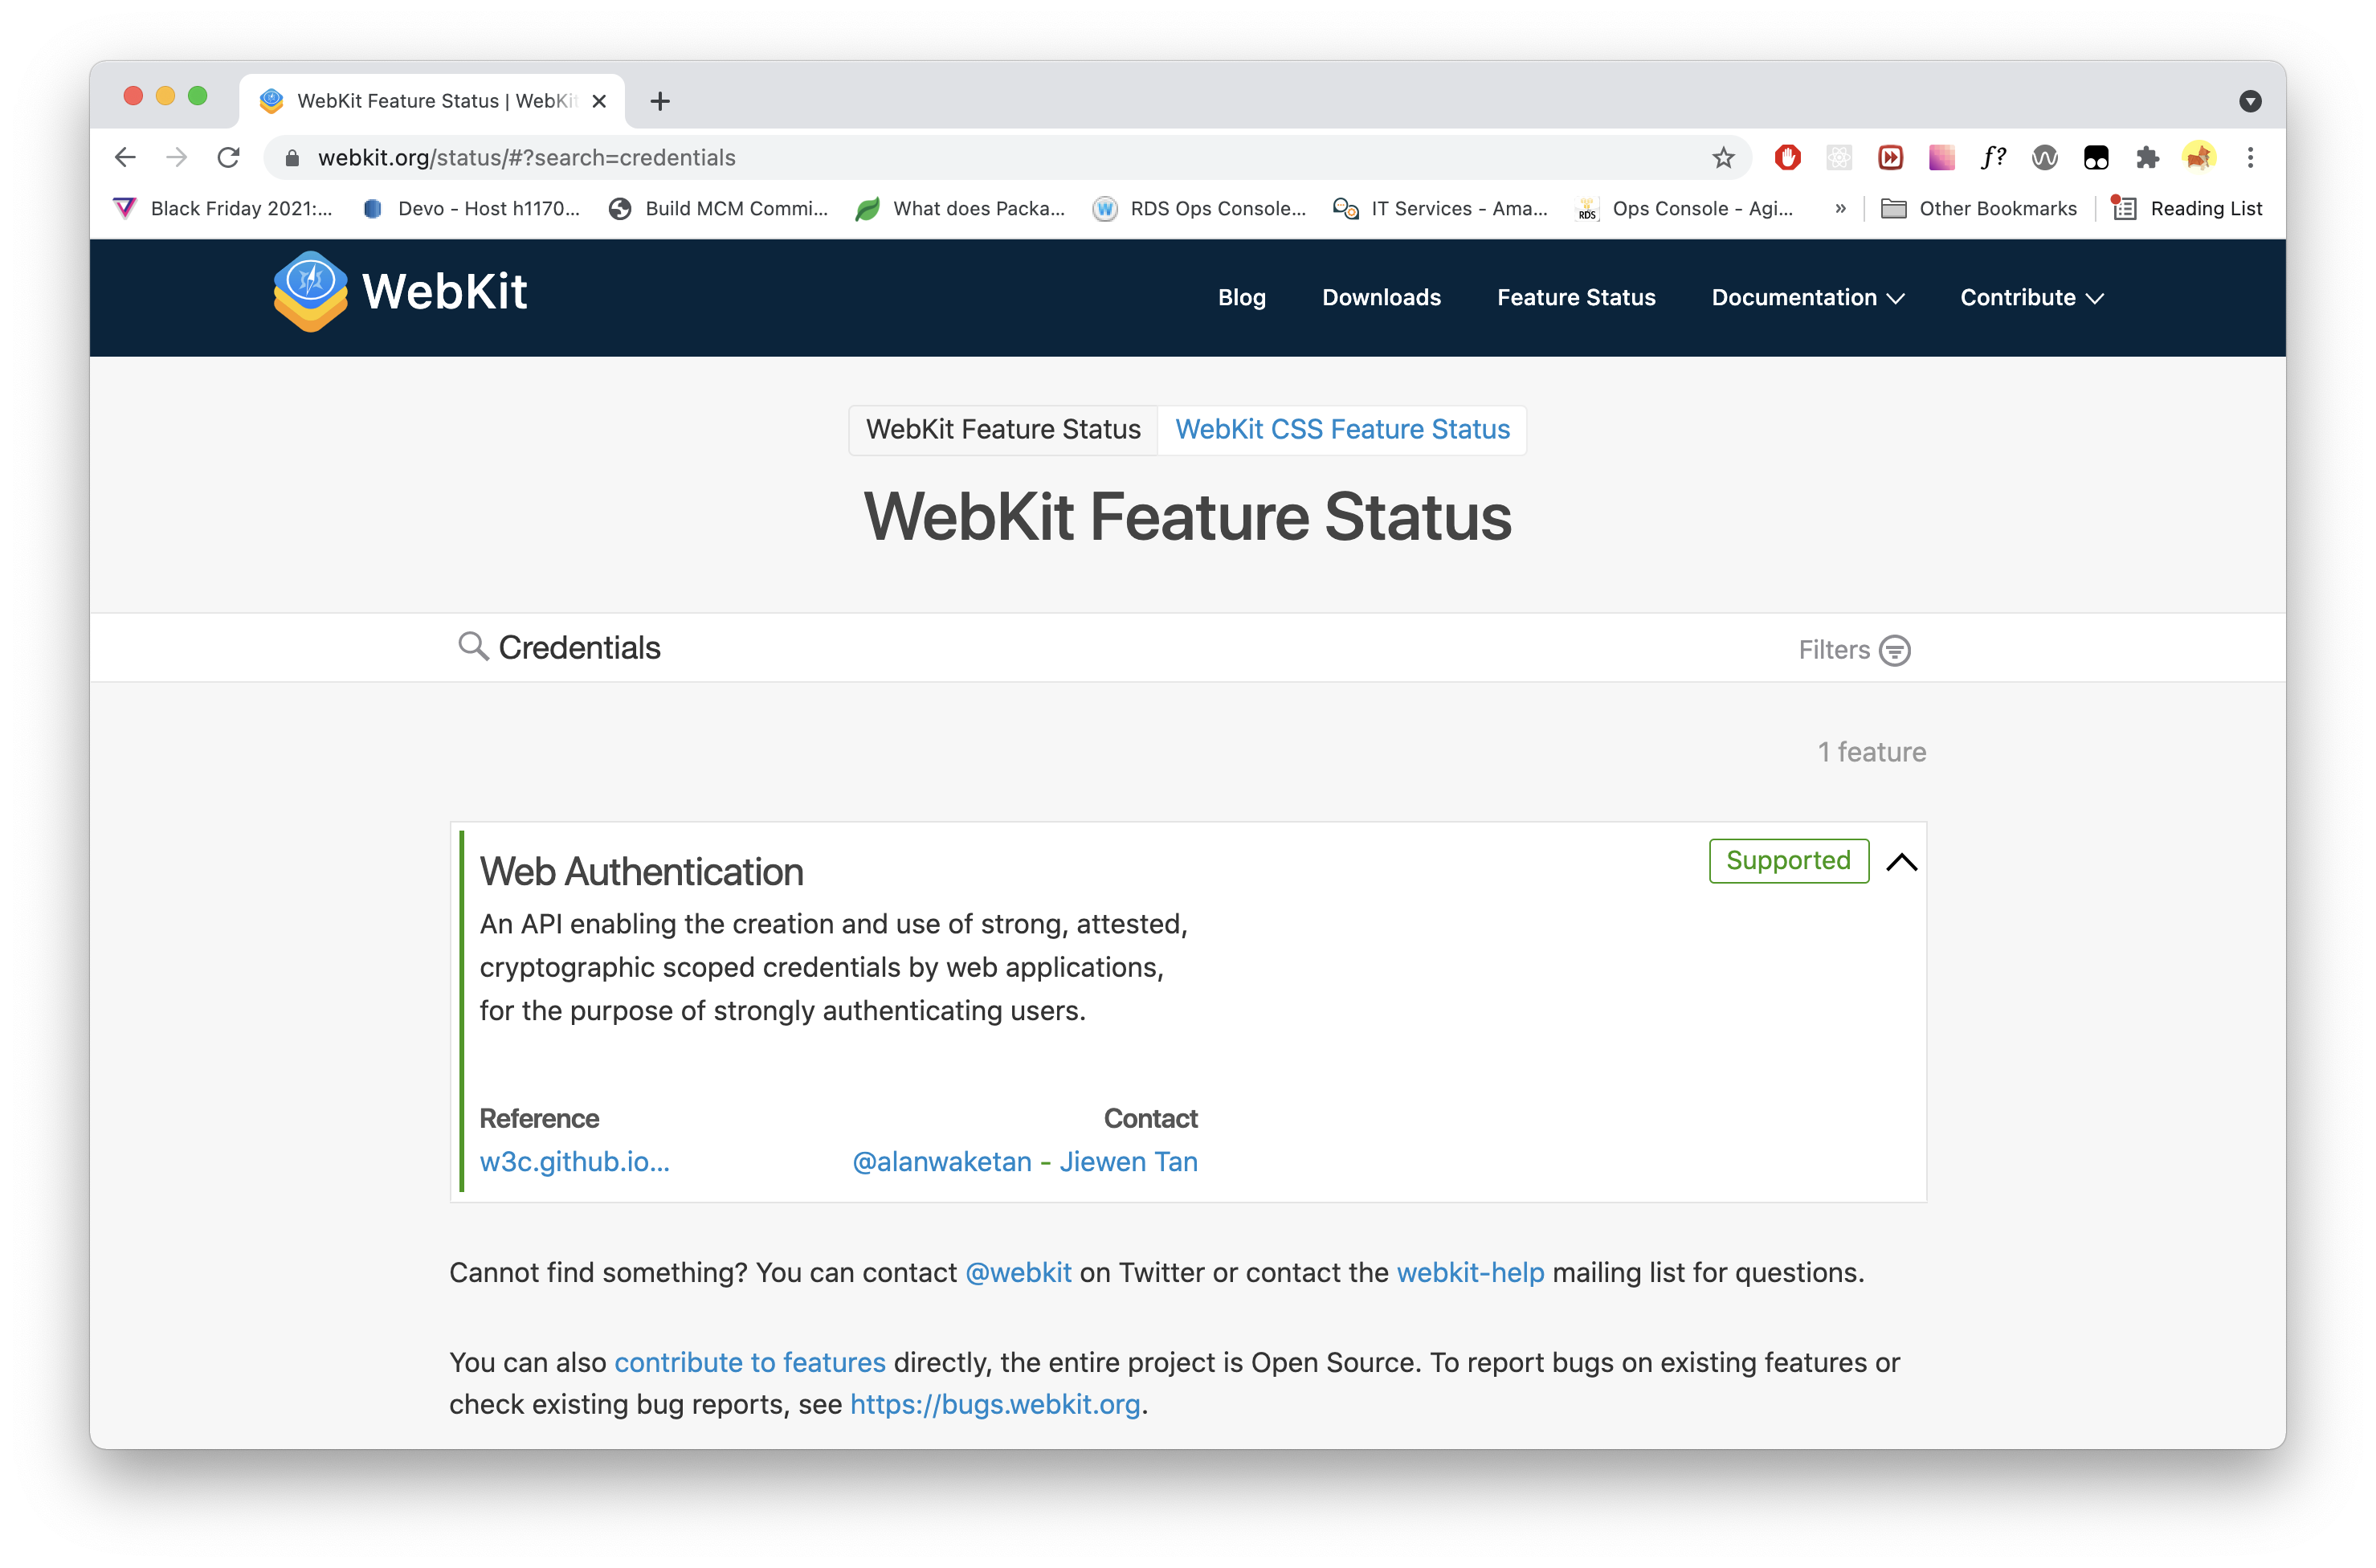 WebKit Feature Status | WebKit
webkit.org/status/#?search=credentials
f?
Black Friday 2021:... Devo - Host h1170... Build MCM Commi... What does Packa... W RDS Ops Console... IT Services - Ama... RDS Ops Console - Agi... » Other Bookmarks Reading List
WebKit Blog Downloads Feature Status Documentation Contribute
WebKit Feature Status WebKit CSS Feature Status
WebKit Feature Status
Credentials Filters
1 feature
Web Authentication Supported
An API enabling the creation and use of strong, attested,
cryptographic scoped credentials by web applications,
for the purpose of strongly authenticating users.
Reference Contact
w3c.github.io... @alanwaketan - Jiewen Tan
Cannot find something? You can contact @webkit on Twitter or contact the webkit-help mailing list for questions.
You can also contribute to features directly, the entire project is Open Source. To report bugs on existing features or
check existing bug reports, see https://bugs.webkit.org.